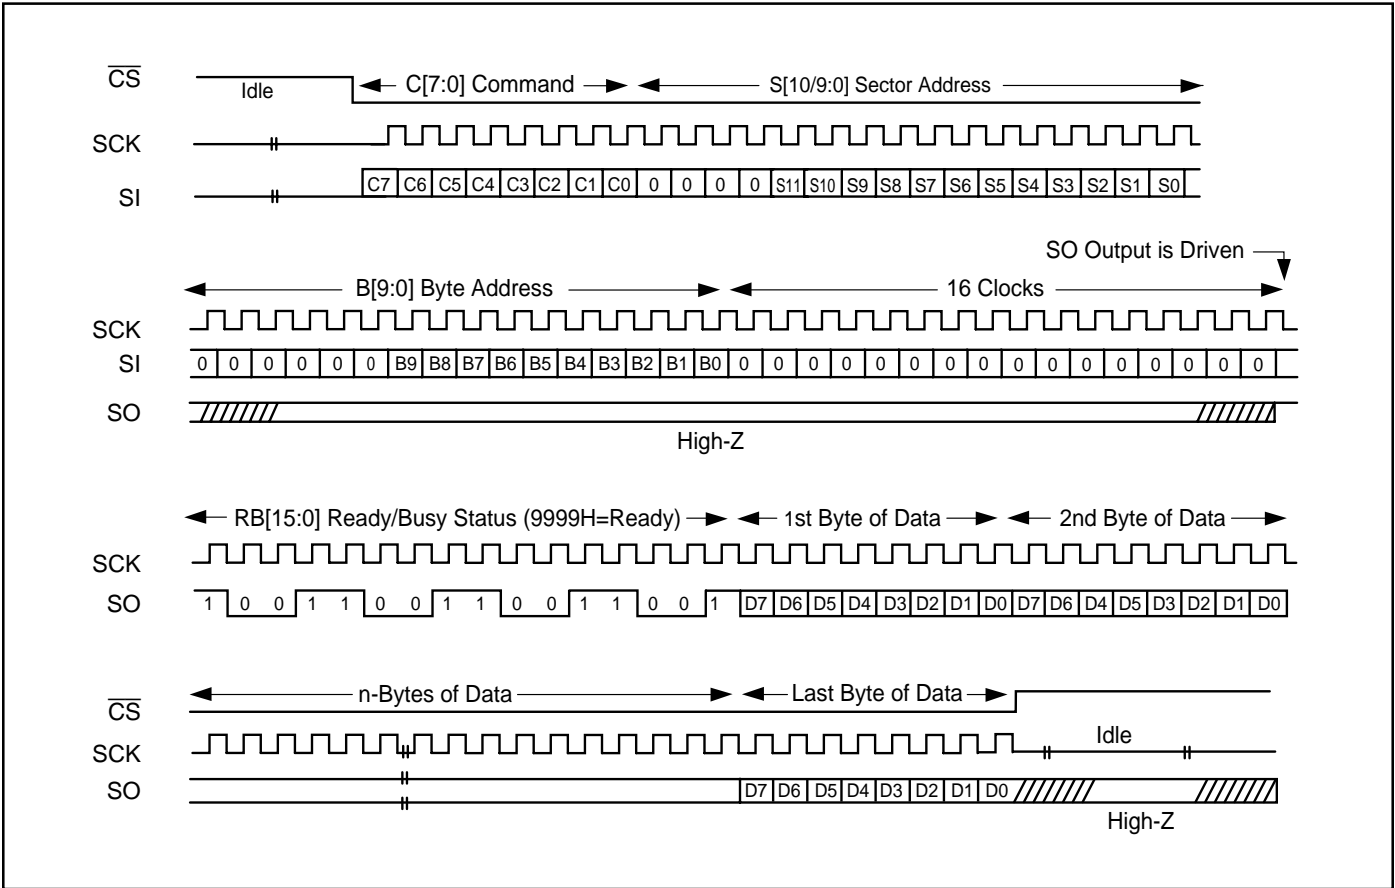 CS
Idle
C[7:0] Command
S[10/9:0] Sector Address
SCK
SI
C7 C6 C5 C4 C3 C2 C1 C0 0 0 0 0 S11 S10 S9 S8 S7 S6 S5 S4 S3 S2 S1 S0
SO Output is Driven
B[9:0] Byte Address
16 Clocks
SCK
SI
0 0 0 0 0 0 B9 B8 B7 B6 B5 B4 B3 B2 B1 B0 0 0 0 0 0 0 0 0 0 0 0 0 0 0 0 0
SO
High-Z
RB[15:0] Ready/Busy Status (9999H=Ready)
1st Byte of Data
2nd Byte of Data
SCK
SO
1 0 0 1 1 0 0 1 1 0 0 1 1 0 0 1 D7 D6 D5 D4 D3 D2 D1 D0 D7 D6 D4 D5 D3 D2 D1 D0
n-Bytes of Data
Last Byte of Data
CS
SCK
Idle
SO
D7 D6 D5 D4 D3 D2 D1 D0
High-Z